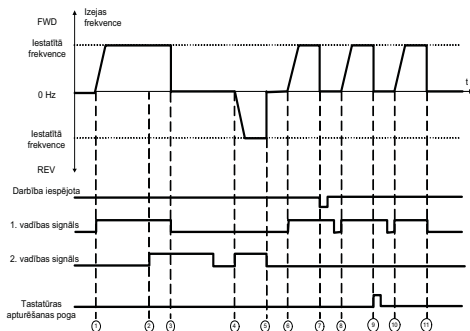 FWD
Izejas
frekvence
Iestatītā
frekvence
0 Hz
t
Iestatītā
frekvence
REV
Darbība iespējota
1. vadības signāls
2. vadības signāls
Tastatūras
apturēšanas poga
1 2 3 4 5 6 7 8 9 10 11